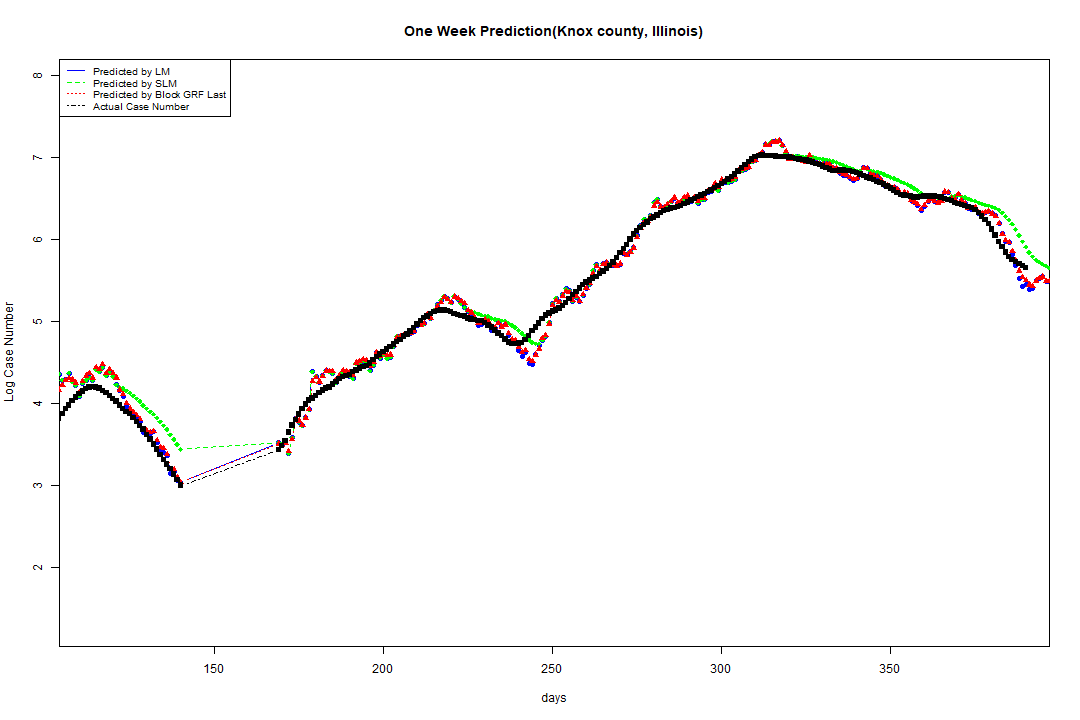 One Week Prediction(Knox county, Illinois)
Predicted by LM
Predicted by SLM
Predicted by Block GRF Last
Actual Case Number
8
7
6
5
4
3
2
Log Case Number
150 200 250 300 350
days